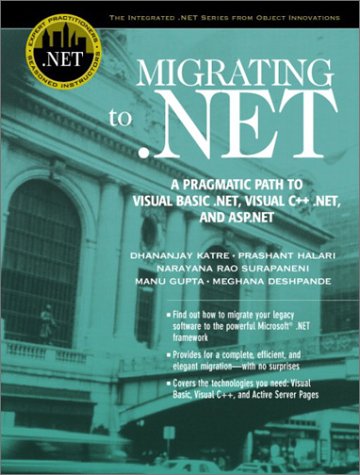 THE INTEGRATED .NET SERIES FROM OBJECT INNOVATIONS
EXPERT PRACTITIONERS
.NET
SEASONED INSTRUCTORS
MIGRATING
to .NET
A PRAGMATIC PATH TO
VISUAL BASIC .NET, VISUAL C++ .NET,
AND ASP.NET
DHANANJAY KATRE · PRASHANT HALARI
NARAYANA RAO SURAPANENI
MANU GUPTA · MEGHANA DESHPANDE
▪ Find out how to migrate your legacy
software to the powerful Microsoft® .NET
framework
▪ Provides for a complete, efficient, and
elegant migration—with no surprises
▪ Covers the technologies you need: Visual
Basic, Visual C++, and Active Server Pages